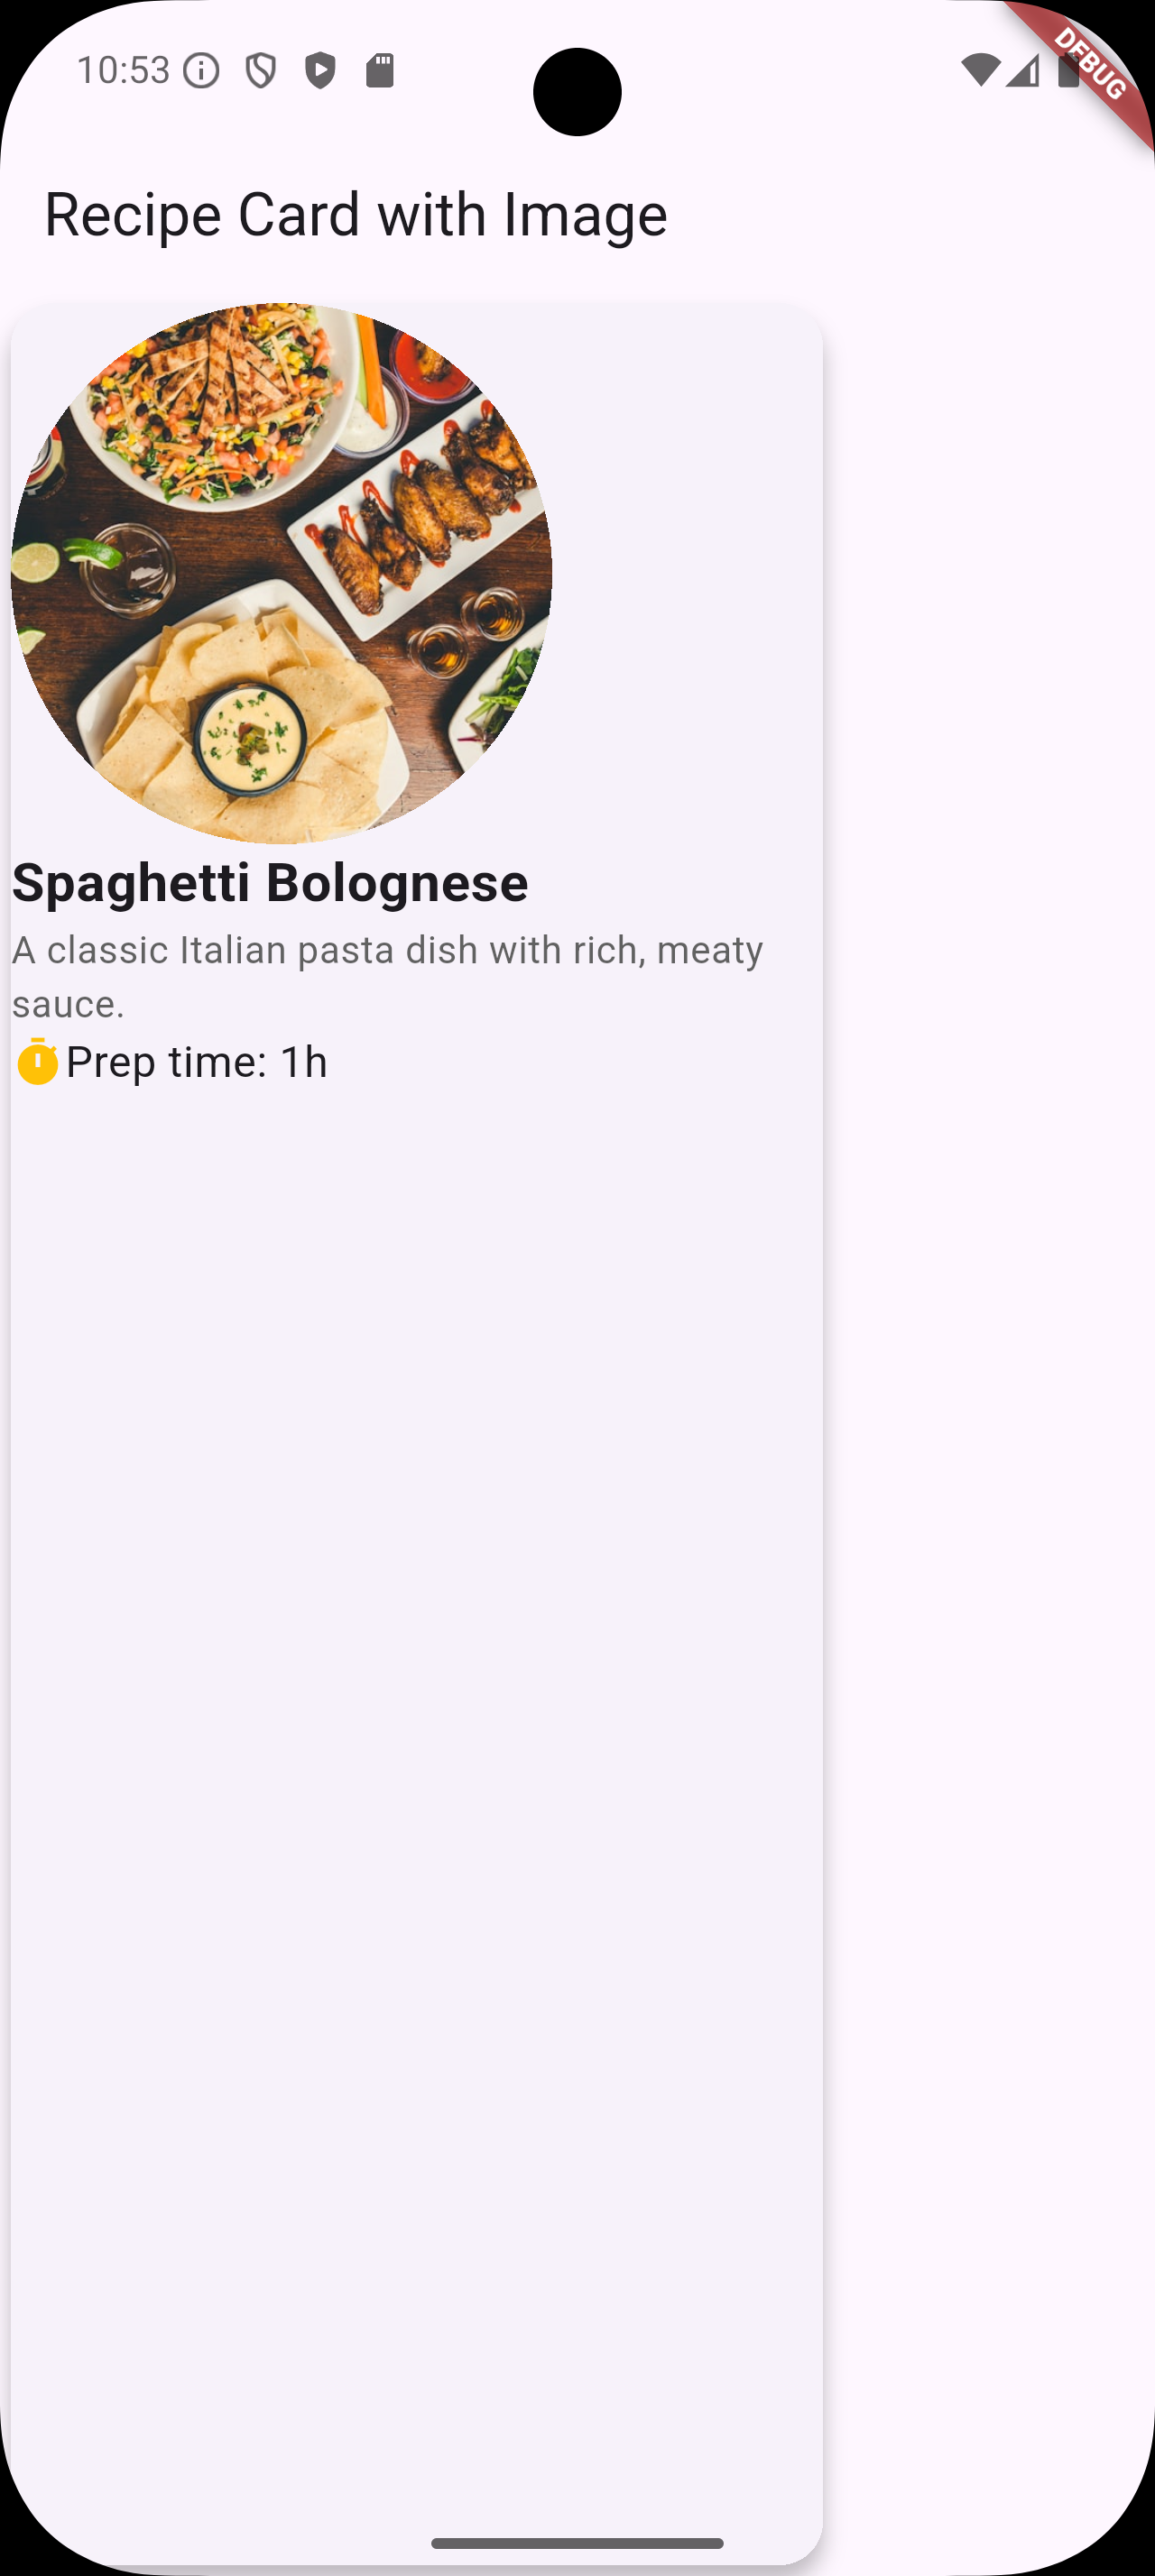 10:53
DEBUG
Recipe Card with Image
Spaghetti Bolognese
A classic Italian pasta dish with rich, meaty
sauce.
Prep time: 1h